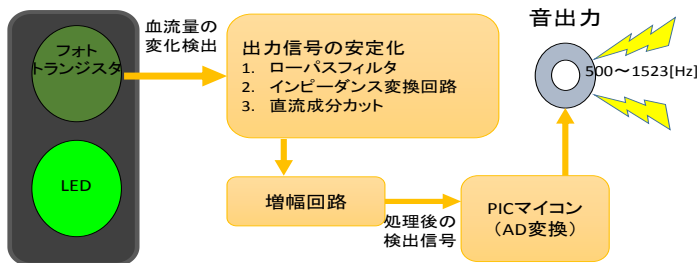 フォト
トランジスタ
LED
血流量の
変化検出
出力信号の安定化
1. ローパスフィルタ
2. インピーダンス変換回路
3. 直流成分カット
増幅回路
処理後の
検出信号
PICマイコン
（AD変換）
音出力
500～1523[Hz]